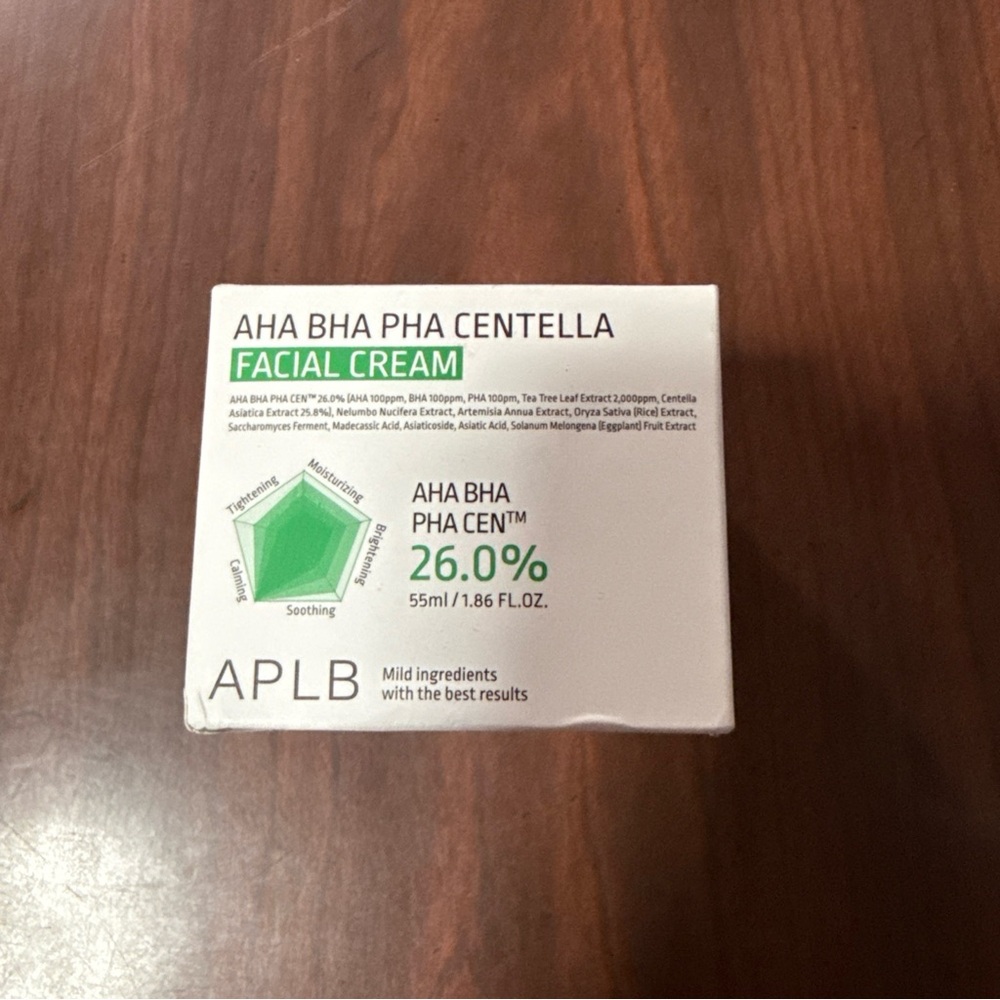 AHA BHA PHA CENTELLA
FACIAL CREAM
AHA BHA PHA CEN™ 26.0% (AHA 100ppm, BHA 100ppm, PHA 100pm, Tea Tree Leaf Extract 2,000ppm, Centella
Asiatica Extract 25.8%), Nelumbo Nucifera Extract, Artemisia Annua Extract, Oryza Sativa (Rice) Extract,
Saccharomyces Ferment, Madecassic Acid, Asiaticoside, Asiatic Acid, Solanum Melongena (Eggplant) Fruit Extract
Moisturizing
Tightening
Brightening
Calming
Soothing
AHA BHA
PHA CEN™
26.0%
55ml / 1.86 FL.OZ.
APLB
Mild ingredients
with the best results